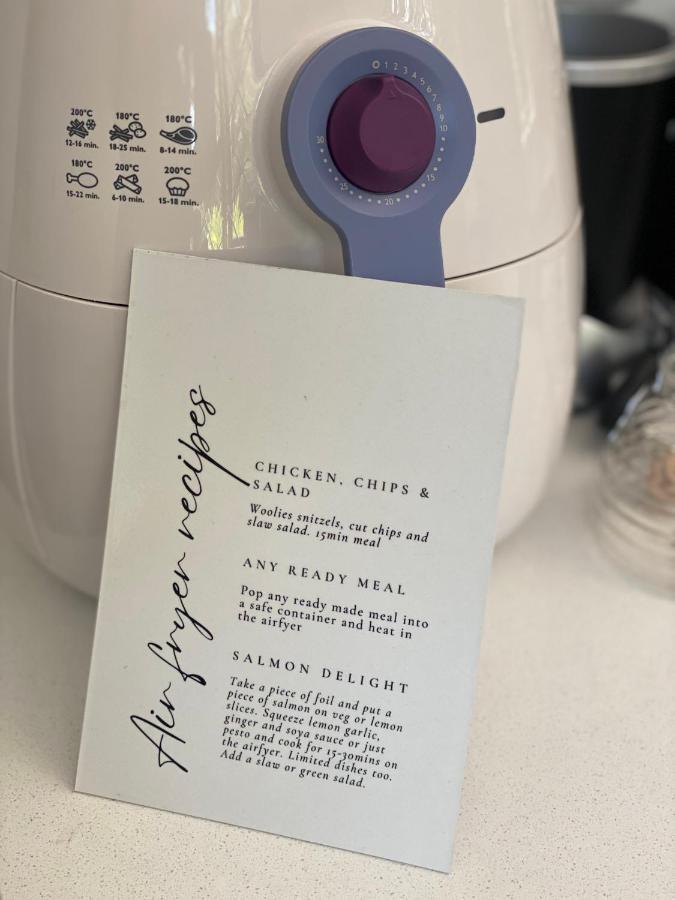 200°C 180°C 180°C
12-16 min. 18-25 min. 8-14 min.
180°C 200°C 200°C
15-22 min. 6-10 min. 15-18 min.
0 1 2 3 4 5 6 7 8 9 10 15 20 25 30
Air fryer recipes
CHICKEN, CHIPS &
SALAD
Woolies snitzels, cut chips and
slaw salad. 15min meal
ANY READY MEAL
Pop any ready made meal into
a safe container and heat in
the airfyer
SALMON DELIGHT
Take a piece of foil and put a
piece of salmon on veg or lemon
slices. Squeeze lemon garlic,
ginger and soya sauce or just
pesto and cook for 15-30mins on
the airfyer. Limited dishes too.
Add a slaw or green salad.